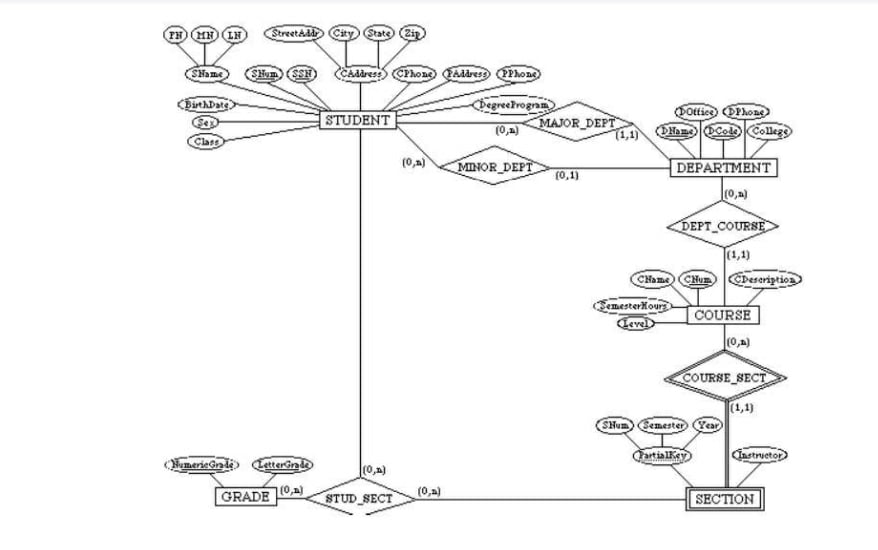 FN MN LN StreetAddr City State Zip
SName SNum SSN CAddress CPhone PAddress PPhone
BirthDate DegreeProgram
Sex STUDENT MAJOR_DEPT
(0,n) (1,1)
Class
DOffice DPhone
DName DCode College
(0,n) MINOR_DEPT (0,1) DEPARTMENT
(0,n)
DEPT_COURSE
(1,1)
CName CNum CDescription
SemesterHours
Level COURSE
(0,n)
COURSE_SECT
(1,1)
SNum Semester Year
PartialKey Instructor
NumericGrade LetterGrade (0,n)
GRADE (0,n) STUD_SECT (0,n) SECTION